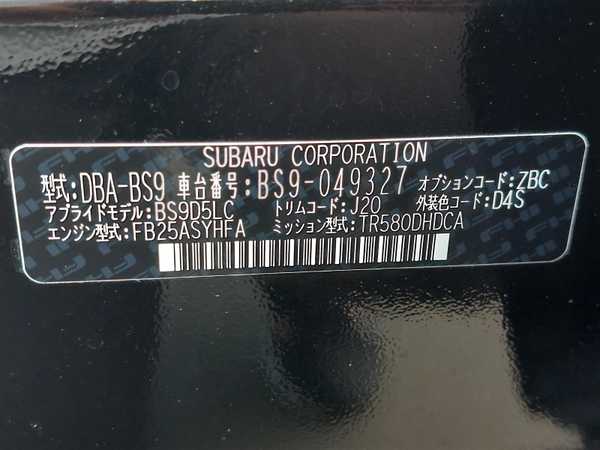 SUBARU CORPORATION
型式:DBA-BS9 車台番号:BS9-049327 オプションコード:ZBC
アプライドモデル:BS9D5LC トリムコード:J20 外装色コード:D4S
エンジン型式:FB25ASYHFA ミッション型式:TR580DHDCA